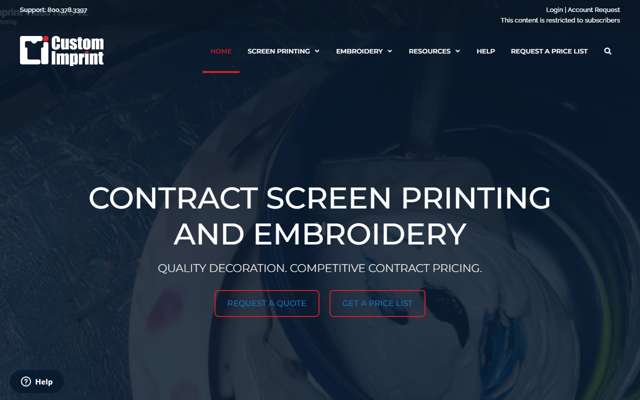 Support: 800.378.3397
Login | Account Request
This content is restricted to subscribers
Custom
Imprint
HOME
SCREEN PRINTING
EMBROIDERY
RESOURCES
HELP
REQUEST A PRICE LIST
CONTRACT SCREEN PRINTING
AND EMBROIDERY
QUALITY DECORATION. COMPETITIVE CONTRACT PRICING.
REQUEST A QUOTE
GET A PRICE LIST
Help